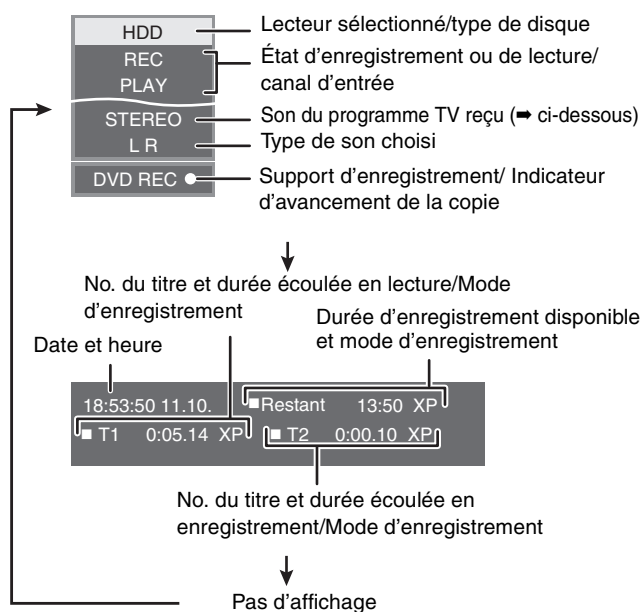 HDD
Lecteur sélectionné/type de disque
REC
PLAY
État d'enregistrement ou de lecture/
canal d'entrée
STEREO
Son du programme TV reçu (➡ ci-dessous)
L R
Type de son choisi
DVD REC ●
Support d'enregistrement/ Indicateur
d'avancement de la copie
No. du titre et durée écoulée en lecture/Mode
d'enregistrement
Durée d'enregistrement disponible
et mode d'enregistrement
Date et heure
18:53:50 11.10. ■Restant 13:50 XP
■ T1 0:05.14 XP ■ T2 0:00.10 XP
No. du titre et durée écoulée en
enregistrement/Mode d'enregistrement
Pas d'affichage